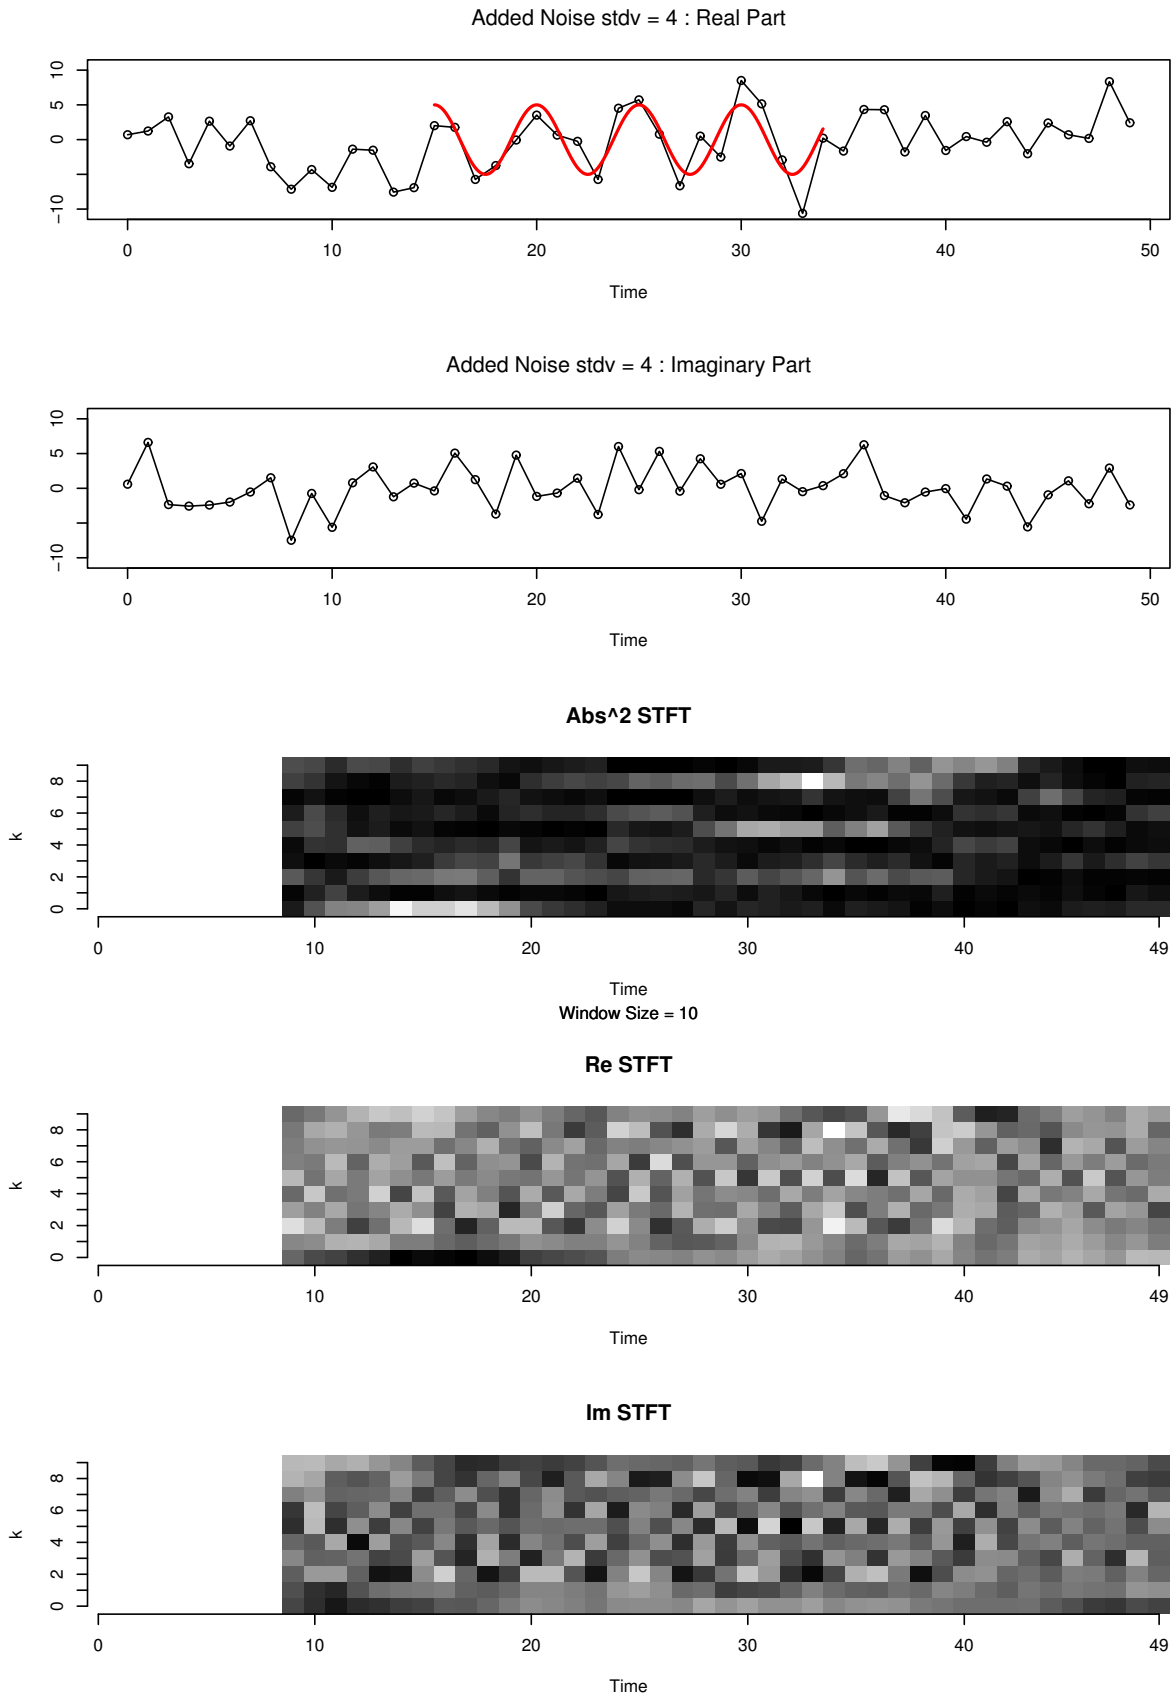 Added Noise stdv = 4 : Real Part
10
5
0
−10
0 10 20 30 40 50
Time
Added Noise stdv = 4 : Imaginary Part
10
5
0
−10
0 10 20 30 40 50
Time
Abs^2 STFT
k
8
6
4
2
0
0 10 20 30 40 49
Time
Window Size = 10
Re STFT
k
8
6
4
2
0
0 10 20 30 40 49
Time
Im STFT
k
8
6
4
2
0
0 10 20 30 40 49
Time